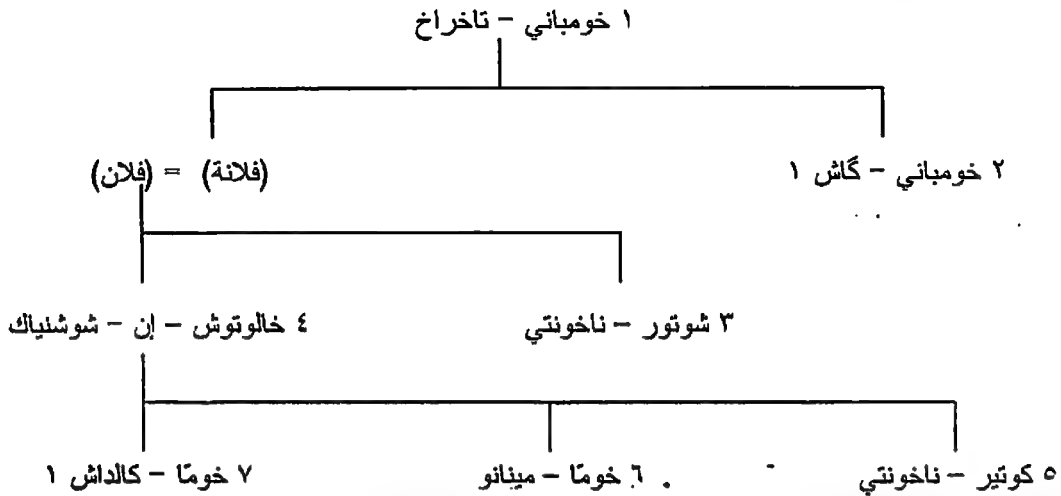 ١ خومباني – تاخراخ
٢ خومباني – گاش ١ (فلانة) = (فلان)
٣ شوتور – ناخونتي ٤ خالوتوش – إن – شوشنياك
٥ كوتير – ناخونتي ٦ خومّا – مينانو ٧ خومّا – كالداش ١